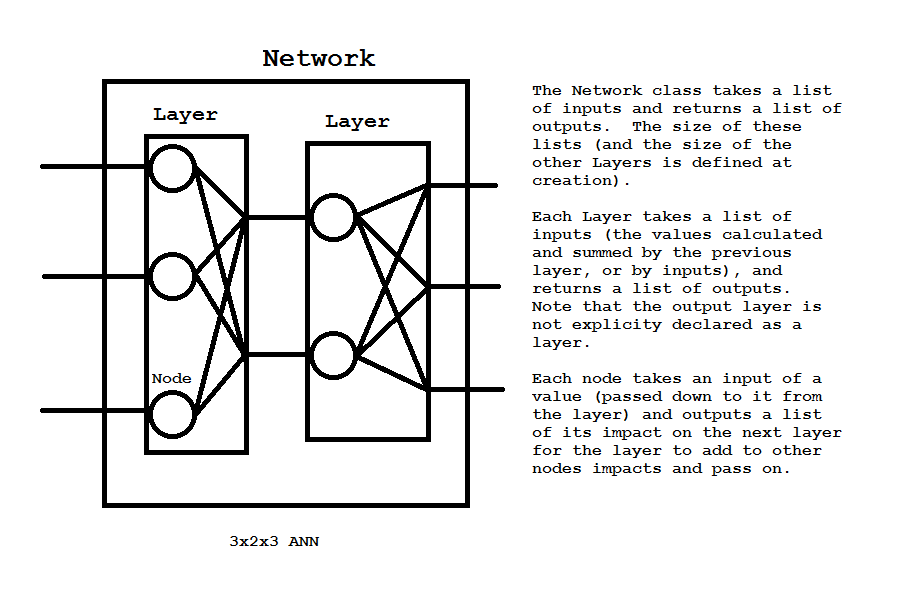 Network
Layer
Layer
Node
3x2x3 ANN
The Network class takes a list
of inputs and returns a list of
outputs.  The size of these
lists (and the size of the
other Layers is defined at
creation).
Each Layer takes a list of
inputs (the values calculated
and summed by the previous
layer, or by inputs), and
returns a list of outputs.
Note that the output layer is
not explicity declared as a
layer.
Each node takes an input of a
value (passed down to it from
the layer) and outputs a list
of its impact on the next layer
for the layer to add to other
nodes impacts and pass on.